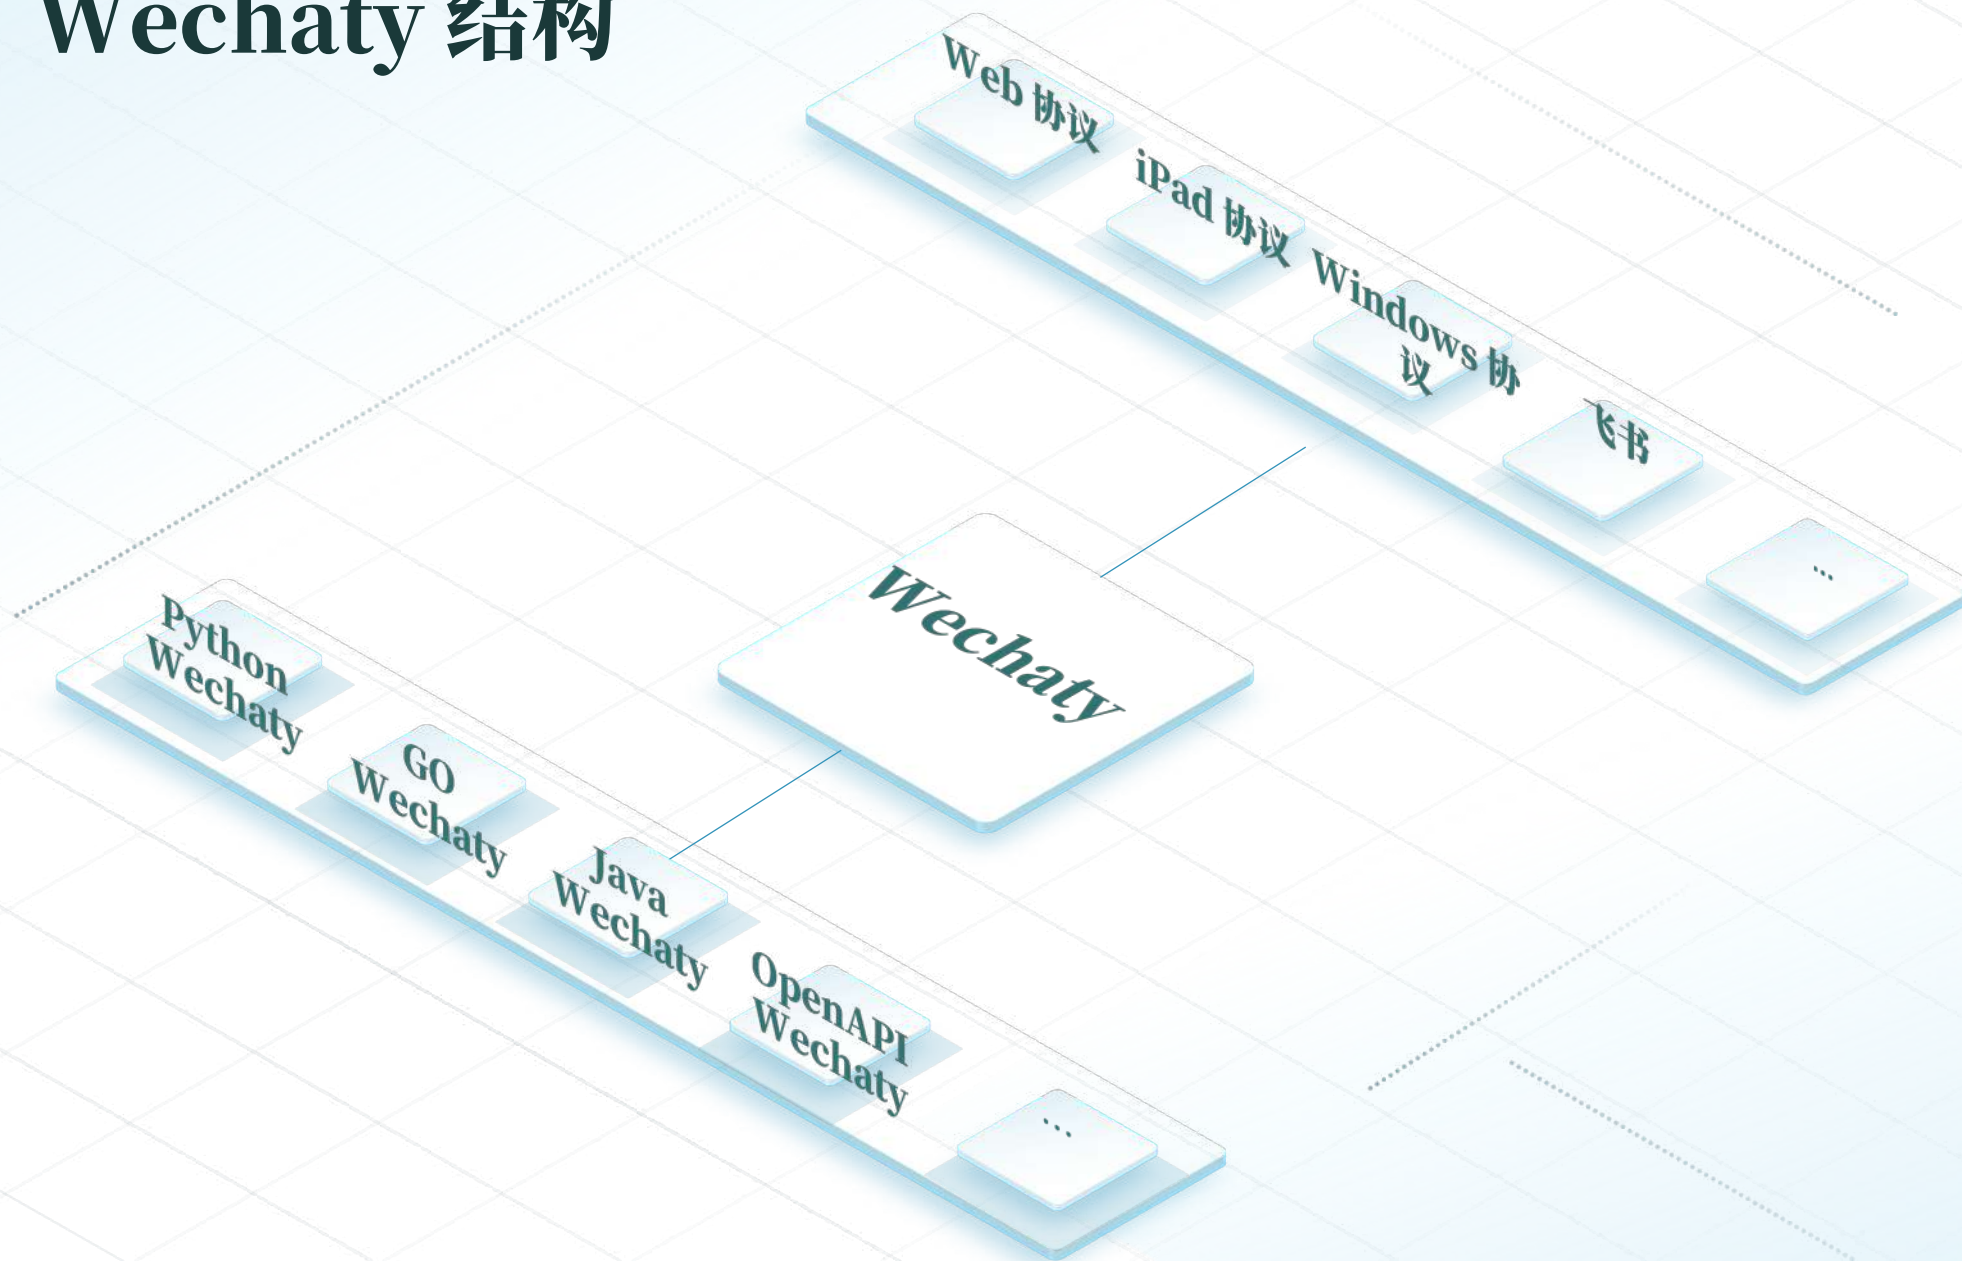 Wechaty 结构
Web 协议
iPad 协议
Windows 协
议
飞书
...
Wechaty
Python
Wechaty
GO
Wechaty
Java
Wechaty
OpenAPI
Wechaty
...